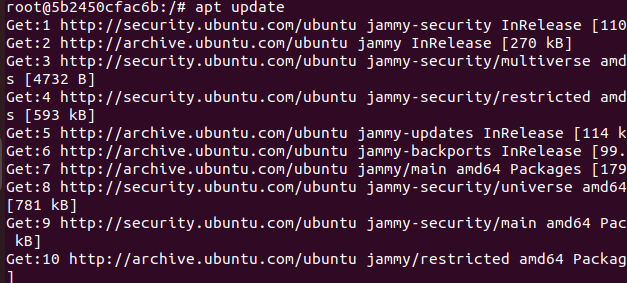 root@5b2450cfac6b:/# apt update
Get:1 http://security.ubuntu.com/ubuntu jammy-security InRelease [110
Get:2 http://archive.ubuntu.com/ubuntu jammy InRelease [270 kB]
Get:3 http://security.ubuntu.com/ubuntu jammy-security/multiverse amd
s [4732 B]
Get:4 http://security.ubuntu.com/ubuntu jammy-security/restricted amd
s [593 kB]
Get:5 http://archive.ubuntu.com/ubuntu jammy-updates InRelease [114 k
Get:6 http://archive.ubuntu.com/ubuntu jammy-backports InRelease [99.
Get:7 http://archive.ubuntu.com/ubuntu jammy/main amd64 Packages [179
Get:8 http://security.ubuntu.com/ubuntu jammy-security/universe amd64
[781 kB]
Get:9 http://security.ubuntu.com/ubuntu jammy-security/main amd64 Pac
kB]
Get:10 http://archive.ubuntu.com/ubuntu jammy/restricted amd64 Packag
]